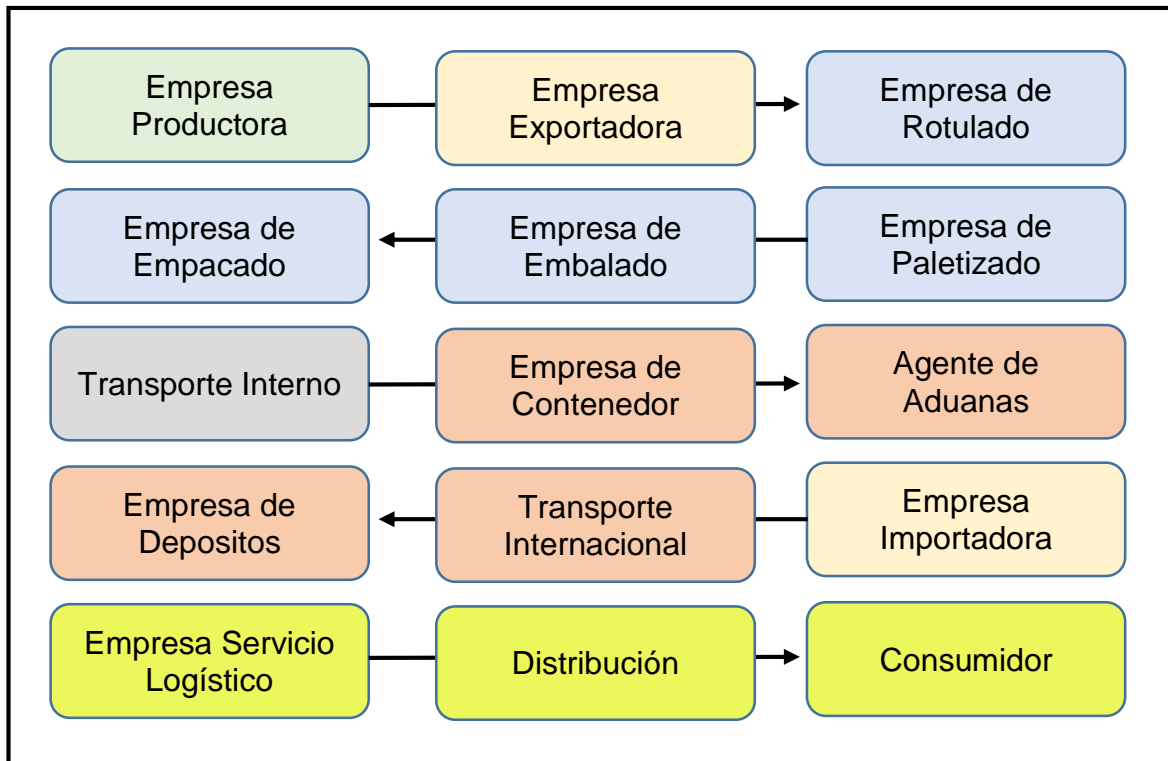 Empresa
Productora
Empresa
Exportadora
Empresa de
Rotulado
Empresa de
Empacado
Empresa de
Embalado
Empresa de
Paletizado
Transporte Interno
Empresa de
Contenedor
Agente de
Aduanas
Empresa de
Depositos
Transporte
Internacional
Empresa
Importadora
Empresa Servicio
Logístico
Distribución
Consumidor